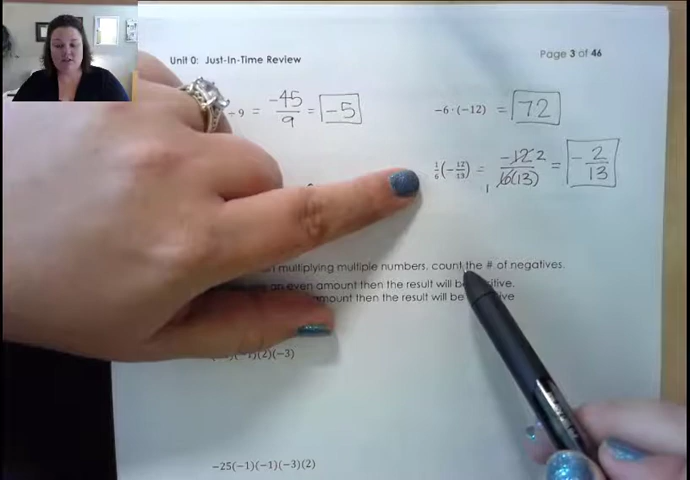 Unit 0: Just-In-Time Review
Page 3 of 46
÷ 9 = -45/9 = -5
-6 · (-12) = 72
1/6(-12/13) = -12 2/1 6(13) = -2/13
multiplying multiple numbers, count the # of negatives.
an even amount then the result will be
amount then the result will be
(2)(-3)
-25(-1)(-1)(-3)(2)